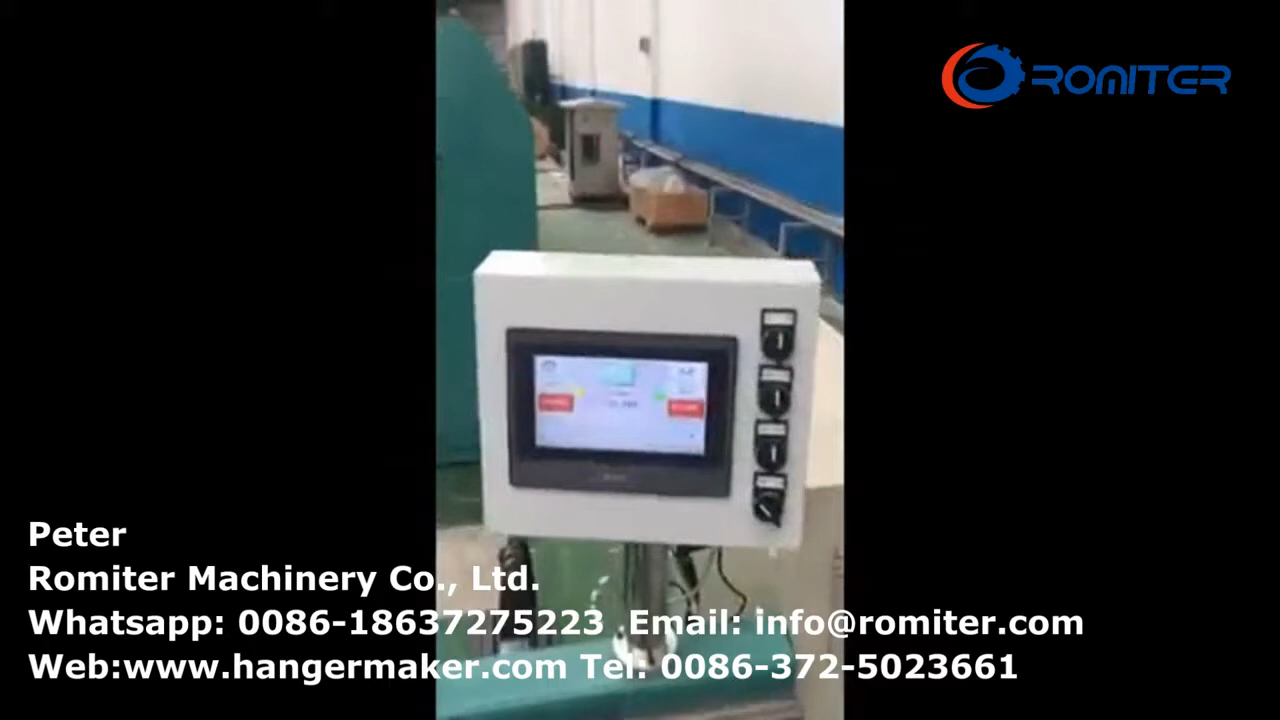 ROMITER
Peter
Romiter Machinery Co., Ltd.
Whatsapp: 0086-18637275223 Email: info@romiter.com
Web:www.hangermaker.com Tel: 0086-372-5023661